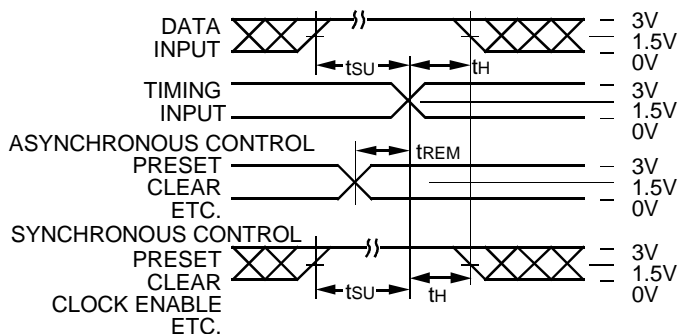 DATA
INPUT
3V
1.5V
0V
tSU
tH
TIMING
INPUT
3V
1.5V
0V
ASYNCHRONOUS CONTROL
PRESET
CLEAR
ETC.
tREM
3V
1.5V
0V
SYNCHRONOUS CONTROL
PRESET
CLEAR
CLOCK ENABLE
ETC.
tSU
tH
3V
1.5V
0V